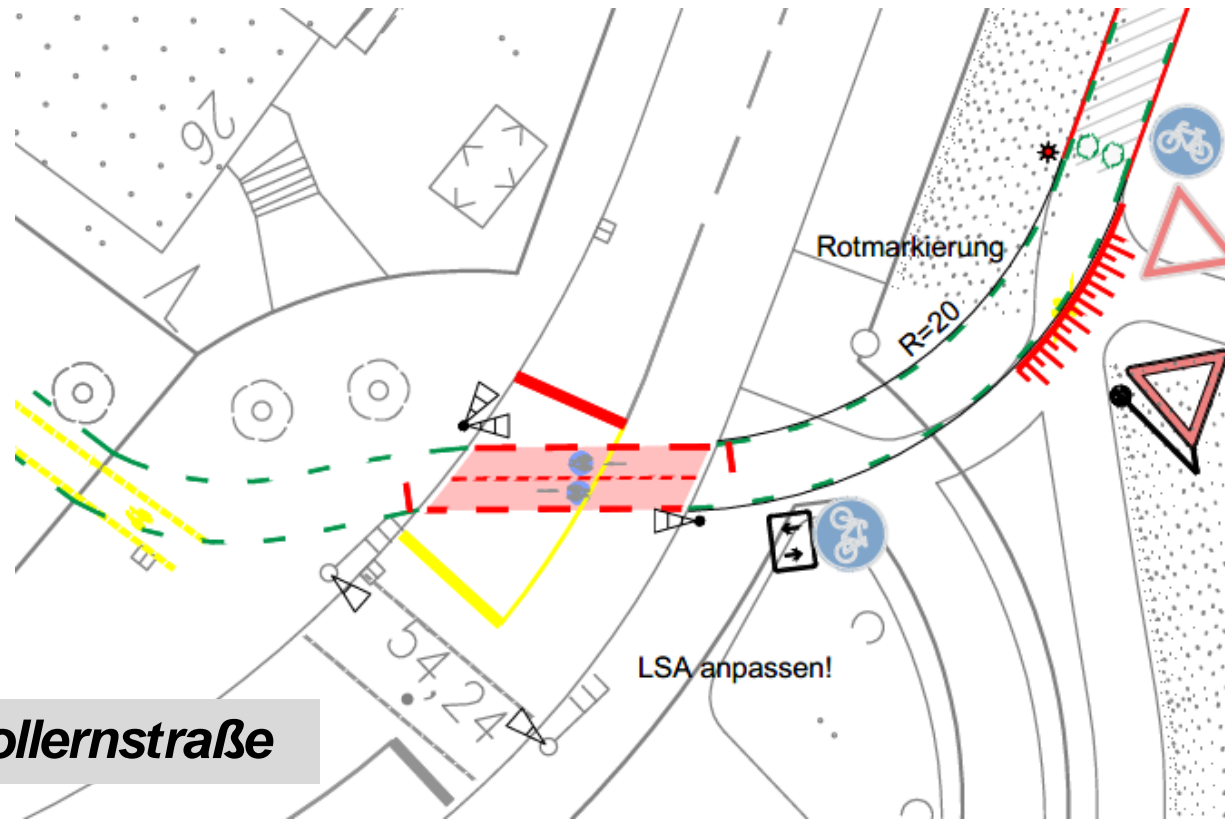 26
Rotmarkierung
R=20
54,24
LSA anpassen!
ollernstraße